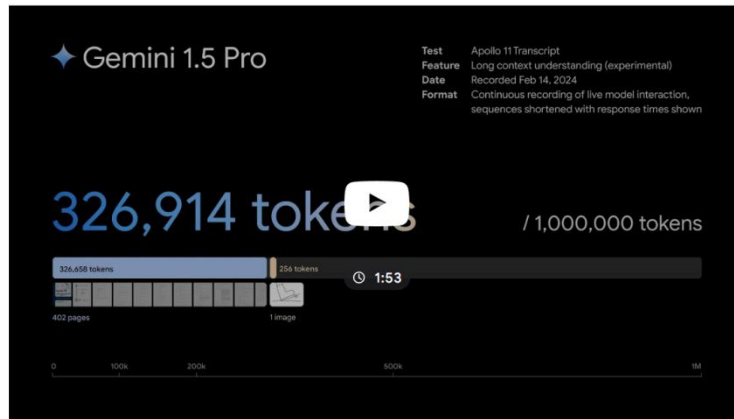 Gemini 1.5 Pro
Test Apollo 11 Transcript
Feature Long context understanding (experimental)
Date Recorded Feb 14, 2024
Format Continuous recording of live model interaction,
sequences shortened with response times shown
326,914 tokens
/ 1,000,000 tokens
326,658 tokens
256 tokens
1:53
402 pages
1 image
0 100k 200k 500k 1M